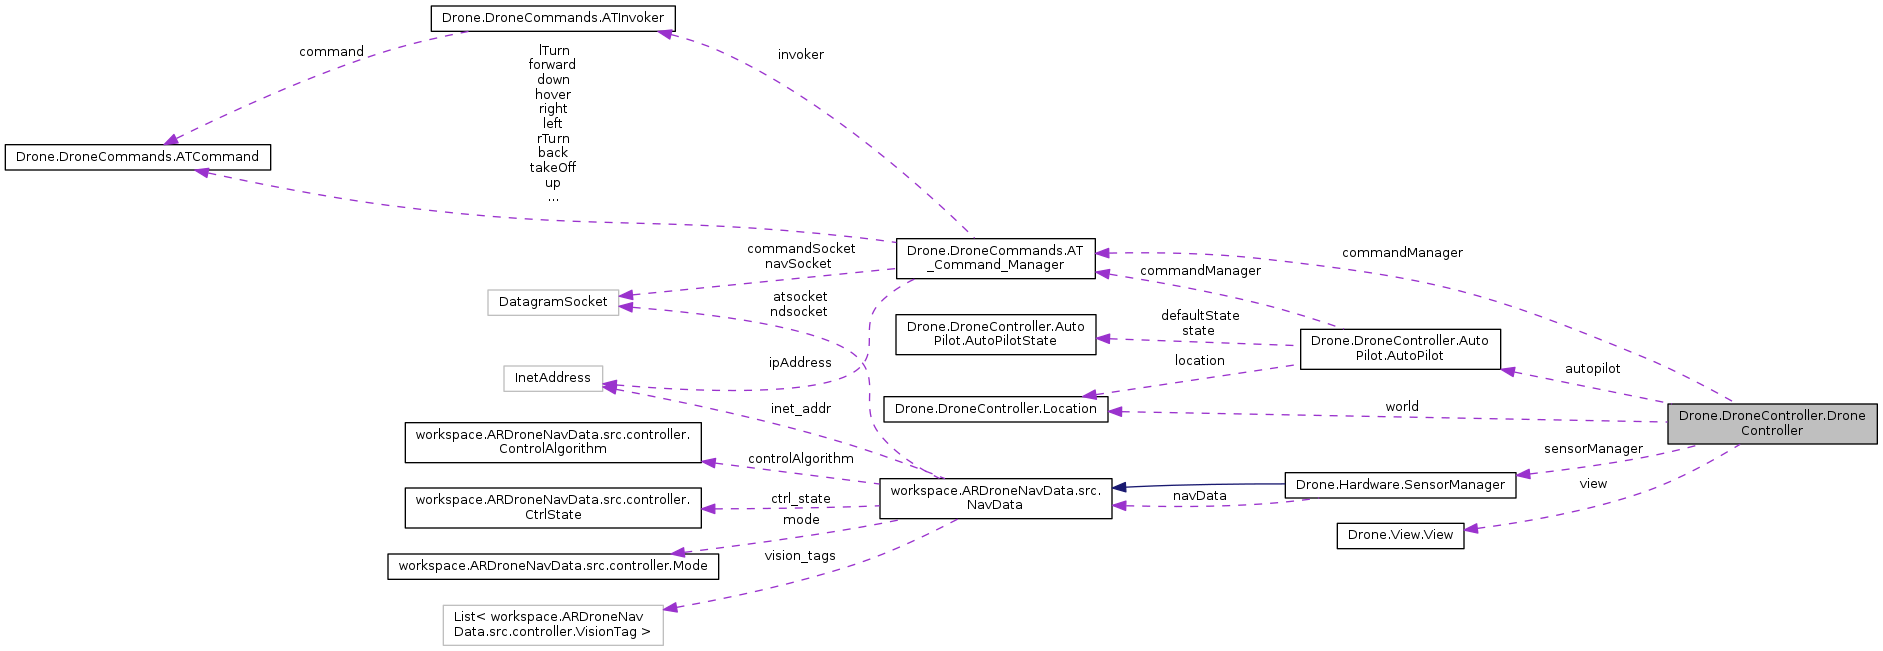 Drone.DroneCommands.ATInvoker
command
invoker
lTurn
forward
down
hover
right
left
rTurn
back
takeOff
up
...
Drone.DroneCommands.ATCommand
Drone.DroneCommands.AT
_Command_Manager
commandManager
commandManager
commandSocket
navSocket
DatagramSocket
atsocket
ndsocket
Drone.DroneController.Auto
Pilot.AutoPilotState
defaultState
state
Drone.DroneController.Auto
Pilot.AutoPilot
location
autopilot
ipAddress
InetAddress
inet_addr
Drone.DroneController.Location
world
Drone.DroneController.Drone
Controller
workspace.ARDroneNavData.src.controller.
ControlAlgorithm
controlAlgorithm
sensorManager
workspace.ARDroneNavData.src.
NavData
navData
Drone.Hardware.SensorManager
view
workspace.ARDroneNavData.src.controller.
CtrlState
ctrl_state
mode
Drone.View.View
workspace.ARDroneNavData.src.controller.Mode
vision_tags
List< workspace.ARDroneNav
Data.src.controller.VisionTag >